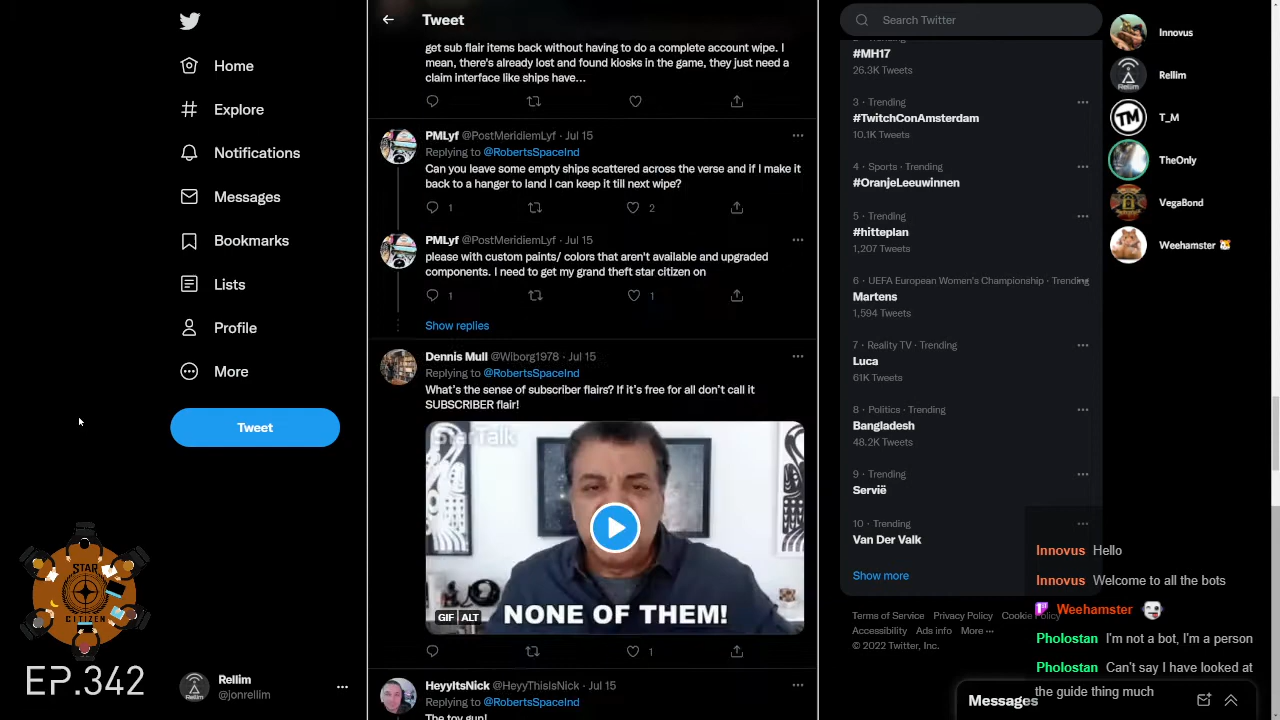 Home
Explore
Notifications
Messages
Bookmarks
Lists
Profile
More
Tweet
STAR
CITIZEN
EP.342
Rellim
@jonrellim
Tweet
get sub flair items back without having to do a complete account wipe. I
mean, there's already lost and found kiosks in the game, they just need a
claim interface like ships have...
PMLyf @PostMeridiemLyf · Jul 15
Replying to @RobertsSpaceInd
Can you leave some empty ships scattered across the verse and if I make it
back to a hanger to land I can keep it till next wipe?
1 2
PMLyf @PostMeridiemLyf · Jul 15
please with custom paints/ colors that aren't available and upgraded
components. I need to get my grand theft star citizen on
1 1
Show replies
Dennis Mull @Wiborg1978 · Jul 15
Replying to @RobertsSpaceInd
What's the sense of subscriber flairs? If it's free for all don't call it
SUBSCRIBER flair!
StarTalk
NONE OF THEM!
GIF ALT
1
HeyyItsNick @HeyyThisIsNick · Jul 15
Replying to @RobertsSpaceInd
The toy gun!
Search Twitter
#MH17
26.3K Tweets
3 · Trending
#TwitchConAmsterdam
10.1K Tweets
4 · Sports · Trending
#OranjeLeeuwinnen
5 · Trending
#hitteplan
1,207 Tweets
6 · UEFA European Women's Championship · Trending
Martens
1,594 Tweets
7 · Reality TV · Trending
Luca
61K Tweets
8 · Politics · Trending
Bangladesh
48.2K Tweets
9 · Trending
Servië
10 · Trending
Van Der Valk
Show more
Terms of Service Privacy Policy Cookie Policy
Accessibility Ads info More ···
© 2022 Twitter, Inc.
Messages
Innovus
Rellim
T_M
TheOnly
VegaBond
Weehamster
Innovus Hello
Innovus Welcome to all the bots
Weehamster
Pholostan I'm not a bot, I'm a person
Pholostan Can't say I have looked at
the guide thing much